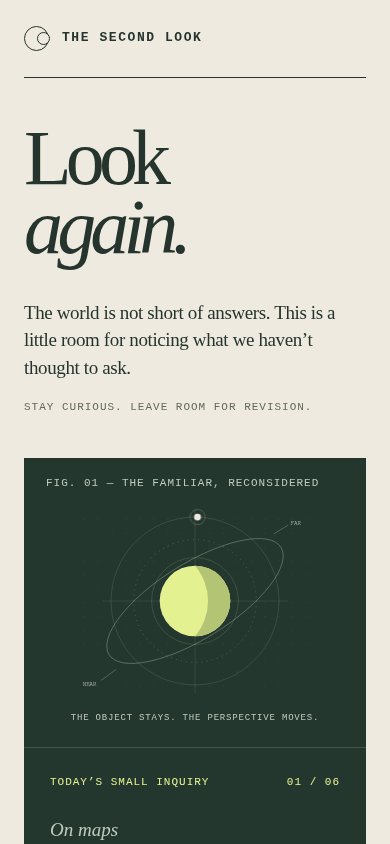 THE SECOND LOOK
Look
again.
The world is not short of answers. This is a
little room for noticing what we haven’t
thought to ask.
STAY CURIOUS. LEAVE ROOM FOR REVISION.
FIG. 01 — THE FAMILIAR, RECONSIDERED
FAR
NEAR
THE OBJECT STAYS. THE PERSPECTIVE MOVES.
TODAY’S SMALL INQUIRY 01 / 06
On maps